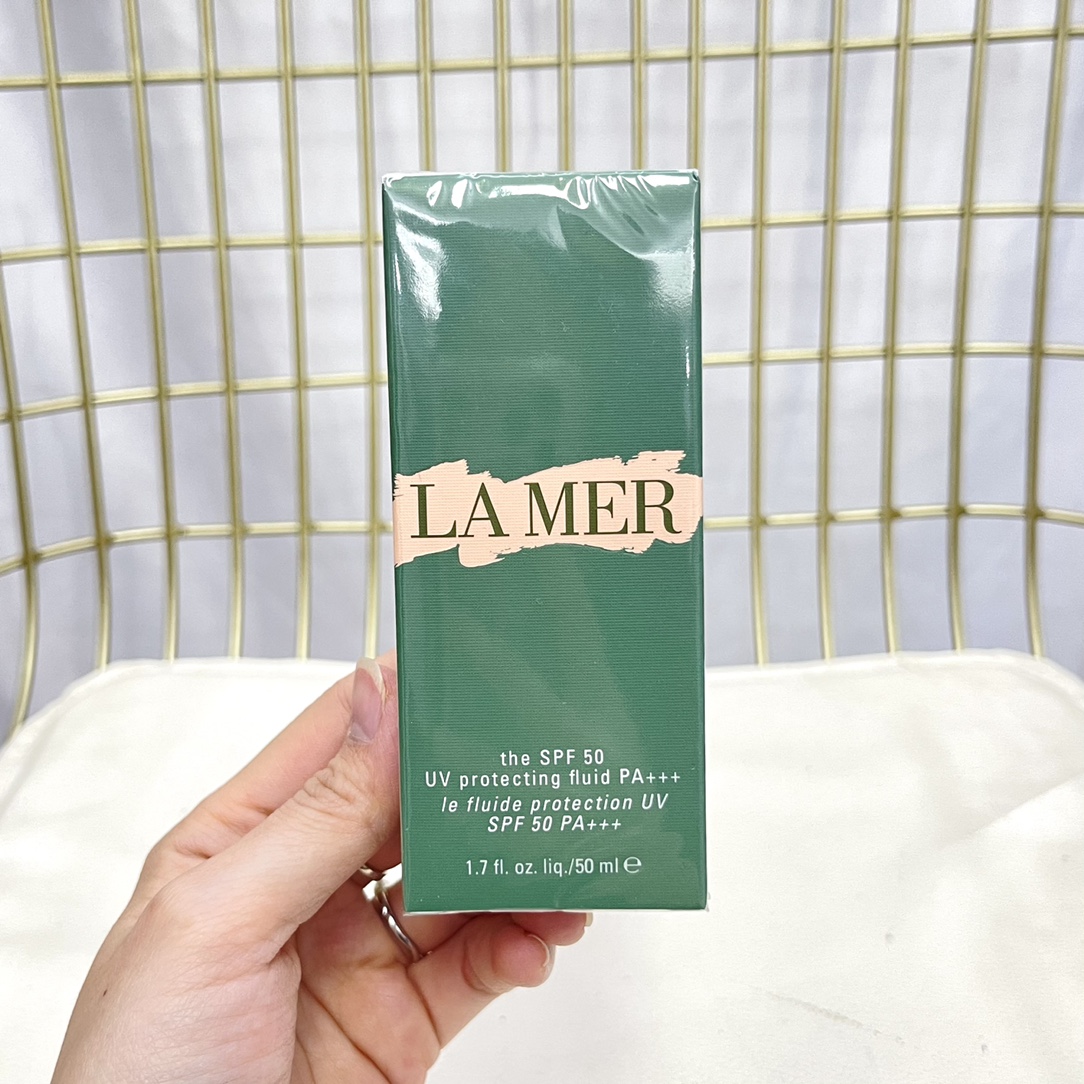 LA MER
the SPF 50
UV protecting fluid PA+++
le fluide protection UV
SPF 50 PA+++
1.7 fl. oz. liq./50 ml ℮